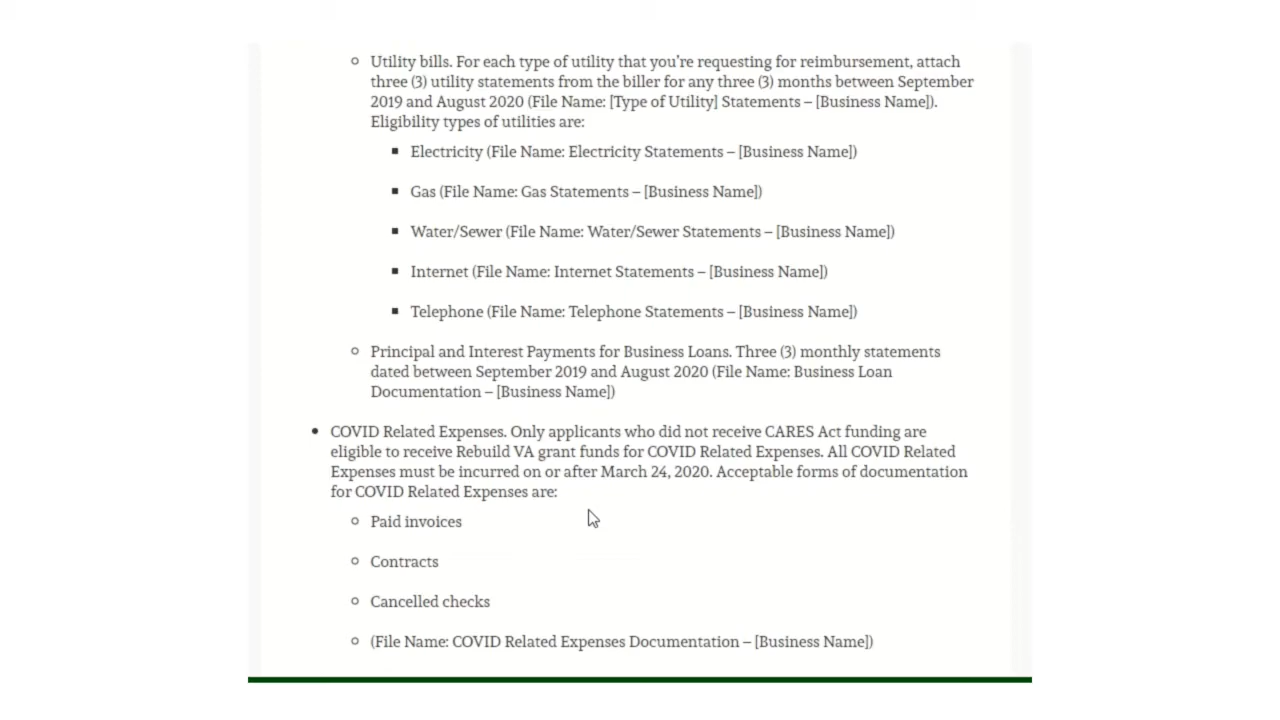 Utility bills. For each type of utility that you're requesting for reimbursement, attach
three (3) utility statements from the biller for any three (3) months between September
2019 and August 2020 (File Name: [Type of Utility] Statements – [Business Name]).
Eligibility types of utilities are:
Electricity (File Name: Electricity Statements – [Business Name])
Gas (File Name: Gas Statements – [Business Name])
Water/Sewer (File Name: Water/Sewer Statements – [Business Name])
Internet (File Name: Internet Statements – [Business Name])
Telephone (File Name: Telephone Statements – [Business Name])
Principal and Interest Payments for Business Loans. Three (3) monthly statements
dated between September 2019 and August 2020 (File Name: Business Loan
Documentation – [Business Name])
COVID Related Expenses. Only applicants who did not receive CARES Act funding are
eligible to receive Rebuild VA grant funds for COVID Related Expenses. All COVID Related
Expenses must be incurred on or after March 24, 2020. Acceptable forms of documentation
for COVID Related Expenses are:
Paid invoices
Contracts
Cancelled checks
(File Name: COVID Related Expenses Documentation – [Business Name])